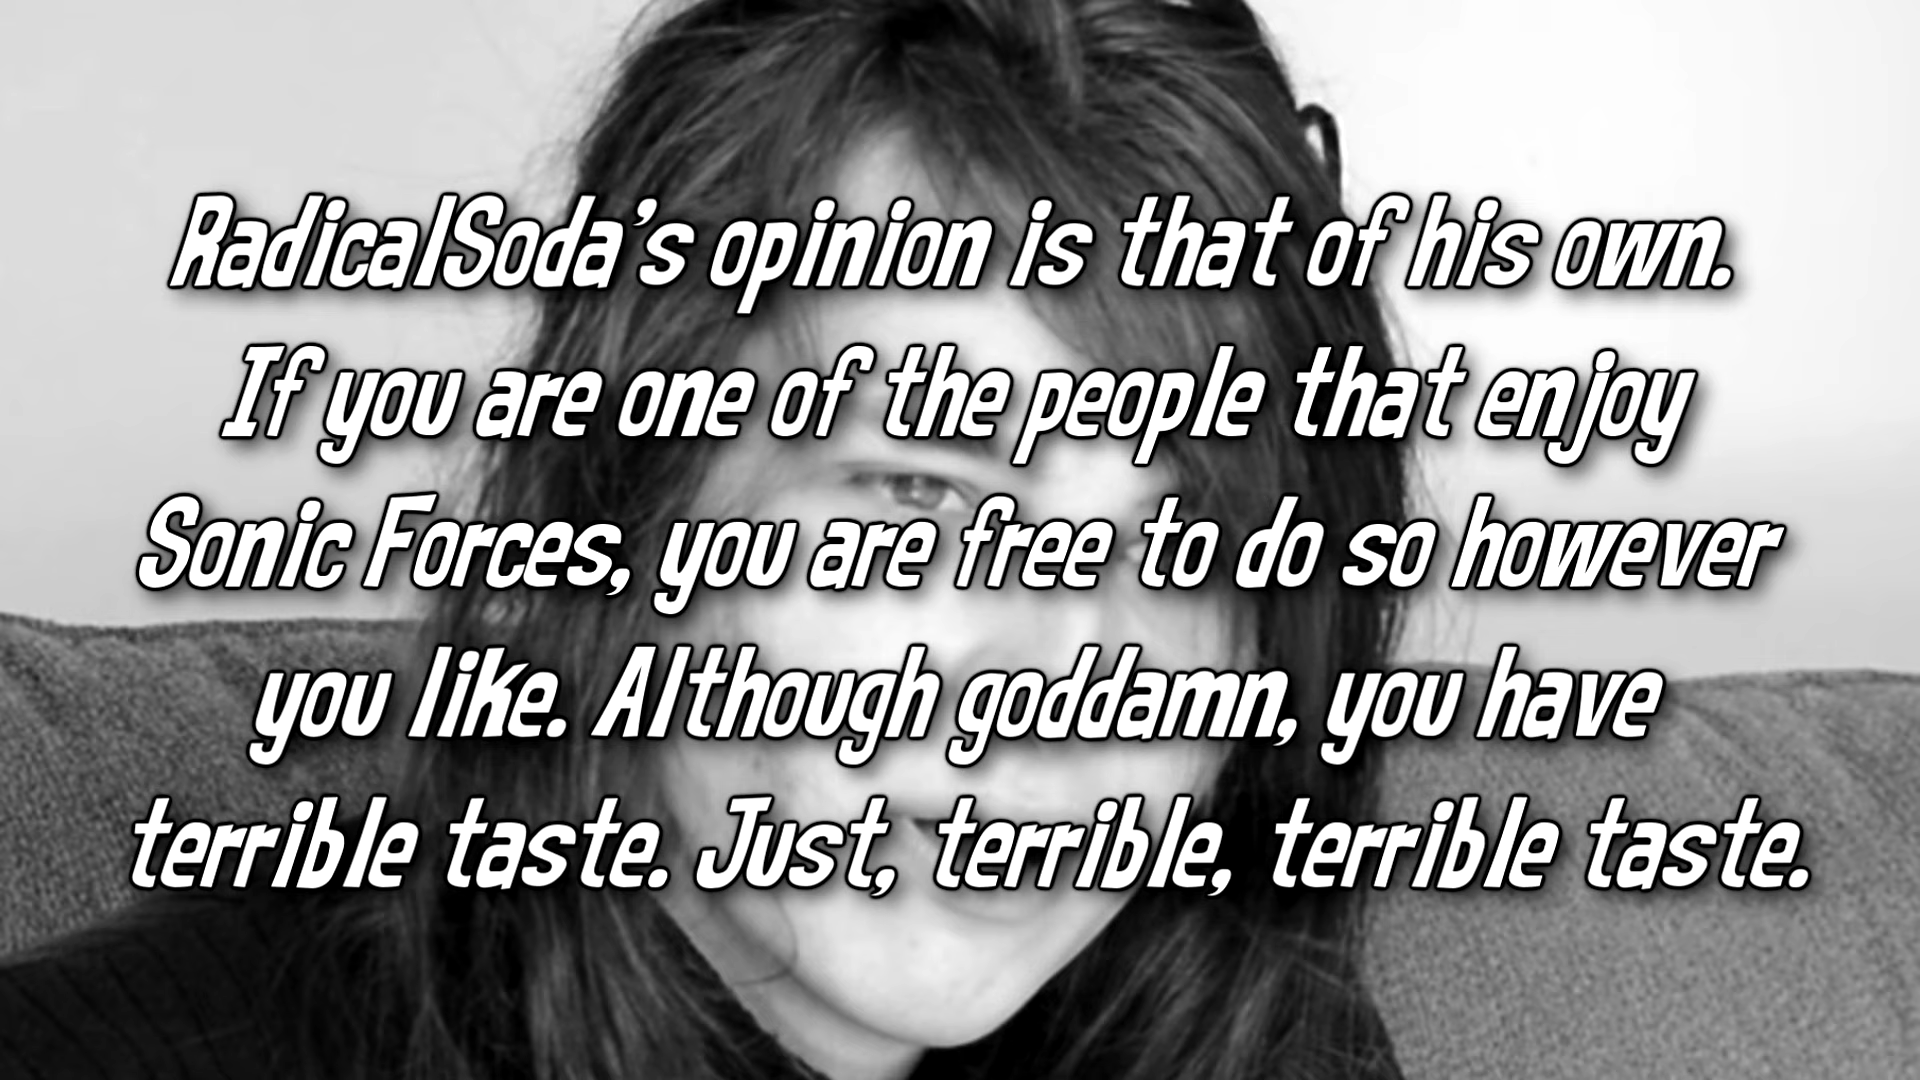 RadicalSoda's opinion is that of his own.
If you are one of the people that enjoy
Sonic Forces, you are free to do so however
you like. Although goddamn, you have
terrible taste. Just, terrible, terrible taste.